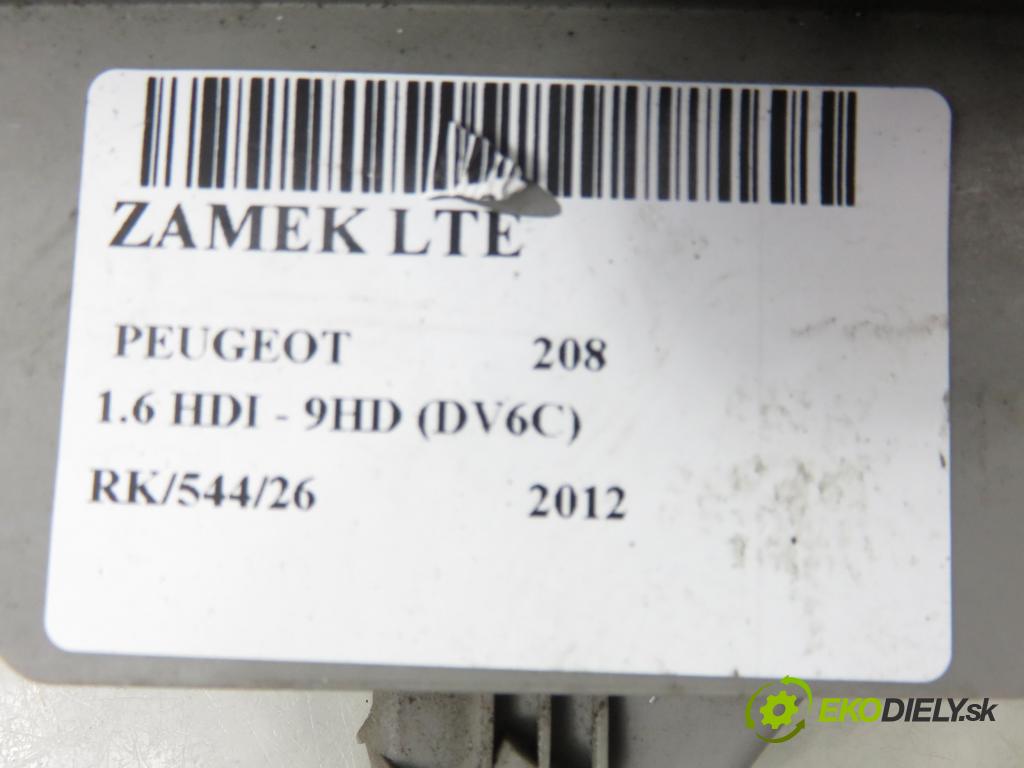 ZAMEK LTE
PEUGEOT 208
1.6 HDI - 9HD (DV6C)
RK/544/26 2012
EKODIELY.sk